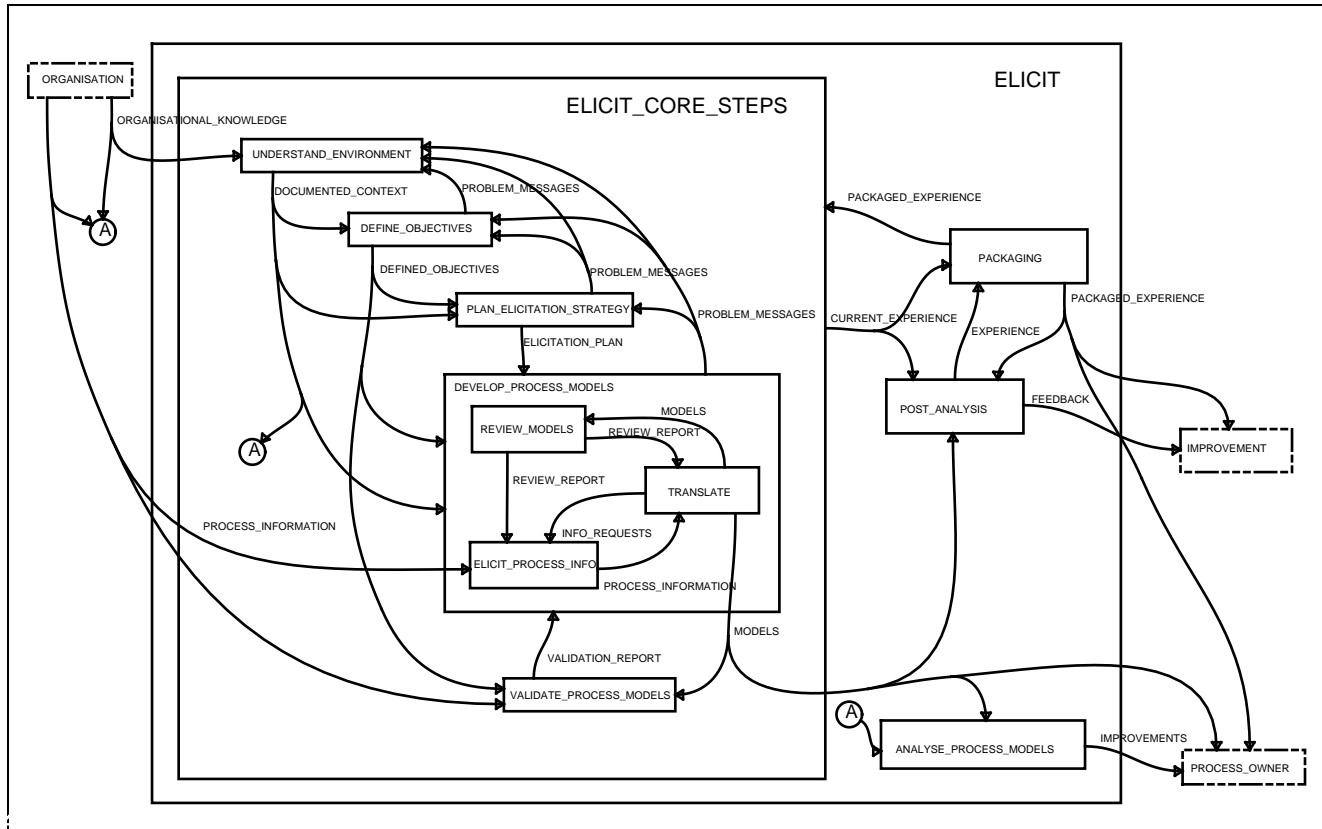 ELICIT
ORGANISATION
ELICIT_CORE_STEPS
ORGANISATIONAL_KNOWLEDGE
UNDERSTAND_ENVIRONMENT
DOCUMENTED_CONTEXT
PROBLEM_MESSAGES
PACKAGED_EXPERIENCE
A
DEFINE_OBJECTIVES
PACKAGING
DEFINED_OBJECTIVES
PROBLEM_MESSAGES
PACKAGED_EXPERIENCE
PLAN_ELICITATION_STRATEGY
PROBLEM_MESSAGES
CURRENT_EXPERIENCE
EXPERIENCE
ELICITATION_PLAN
DEVELOP_PROCESS_MODELS
MODELS
POST_ANALYSIS
FEEDBACK
REVIEW_MODELS
REVIEW_REPORT
A
IMPROVEMENT
REVIEW_REPORT
TRANSLATE
PROCESS_INFORMATION
INFO_REQUESTS
ELICIT_PROCESS_INFO
PROCESS_INFORMATION
MODELS
VALIDATION_REPORT
VALIDATE_PROCESS_MODELS
A
ANALYSE_PROCESS_MODELS
IMPROVEMENTS
PROCESS_OWNER